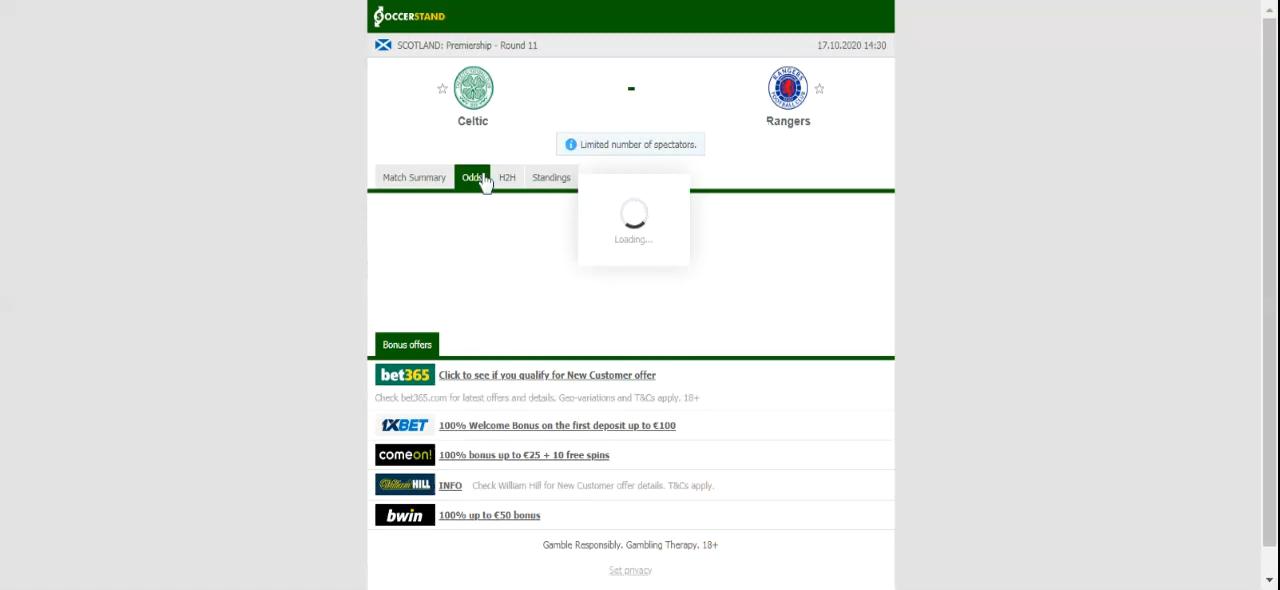 SOCCERSTAND
SCOTLAND: Premiership - Round 11 17.10.2020 14:30
-
Celtic Rangers
Limited number of spectators.
Match Summary Odds H2H Standings
Loading...
Bonus offers
bet365 Click to see if you qualify for New Customer offer
Check bet365.com for latest offers and details. Geo-variations and T&Cs apply. 18+
1XBET 100% Welcome Bonus on the first deposit up to €100
comeon! 100% bonus up to €25 + 10 free spins
William HILL INFO Check William Hill for New Customer offer details. T&Cs apply.
bwin 100% up to €50 bonus
Gamble Responsibly. Gambling Therapy. 18+
Set privacy